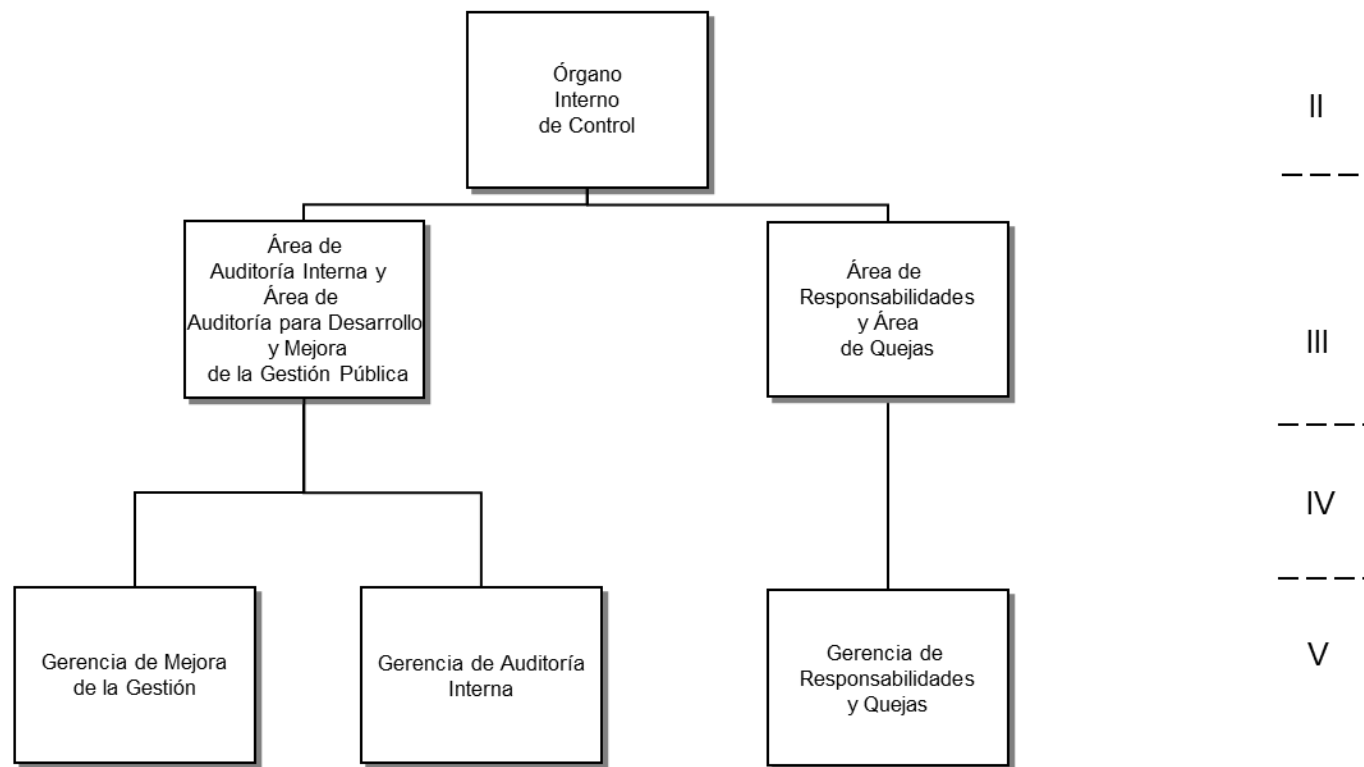 Órgano
Interno
de Control
II
Área de
Auditoría Interna y
Área de
Auditoría para Desarrollo
y Mejora
de la Gestión Pública
Área de
Responsabilidades
y Área
de Quejas
III
IV
Gerencia de Mejora
de la Gestión
Gerencia de Auditoría
Interna
Gerencia de
Responsabilidades
y Quejas
V